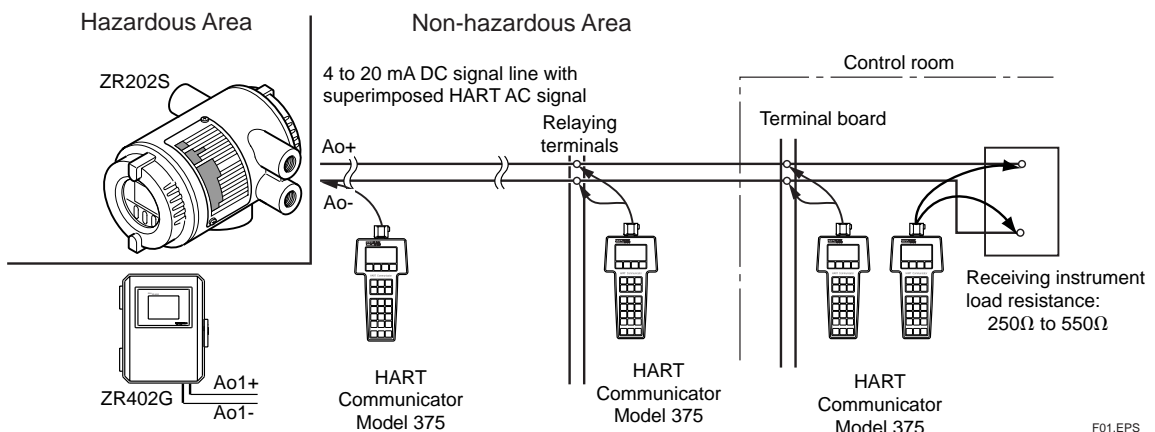 Hazardous Area
Non-hazardous Area
ZR202S
4 to 20 mA DC signal line with
superimposed HART AC signal
Control room
Relaying
terminals
Terminal board
Ao+
Ao-
Receiving instrument
load resistance:
250Ω to 550Ω
ZR402G
Ao1+
Ao1-
HART
Communicator
Model 375
HART
Communicator
Model 375
HART
Communicator
Model 375
F01.EPS